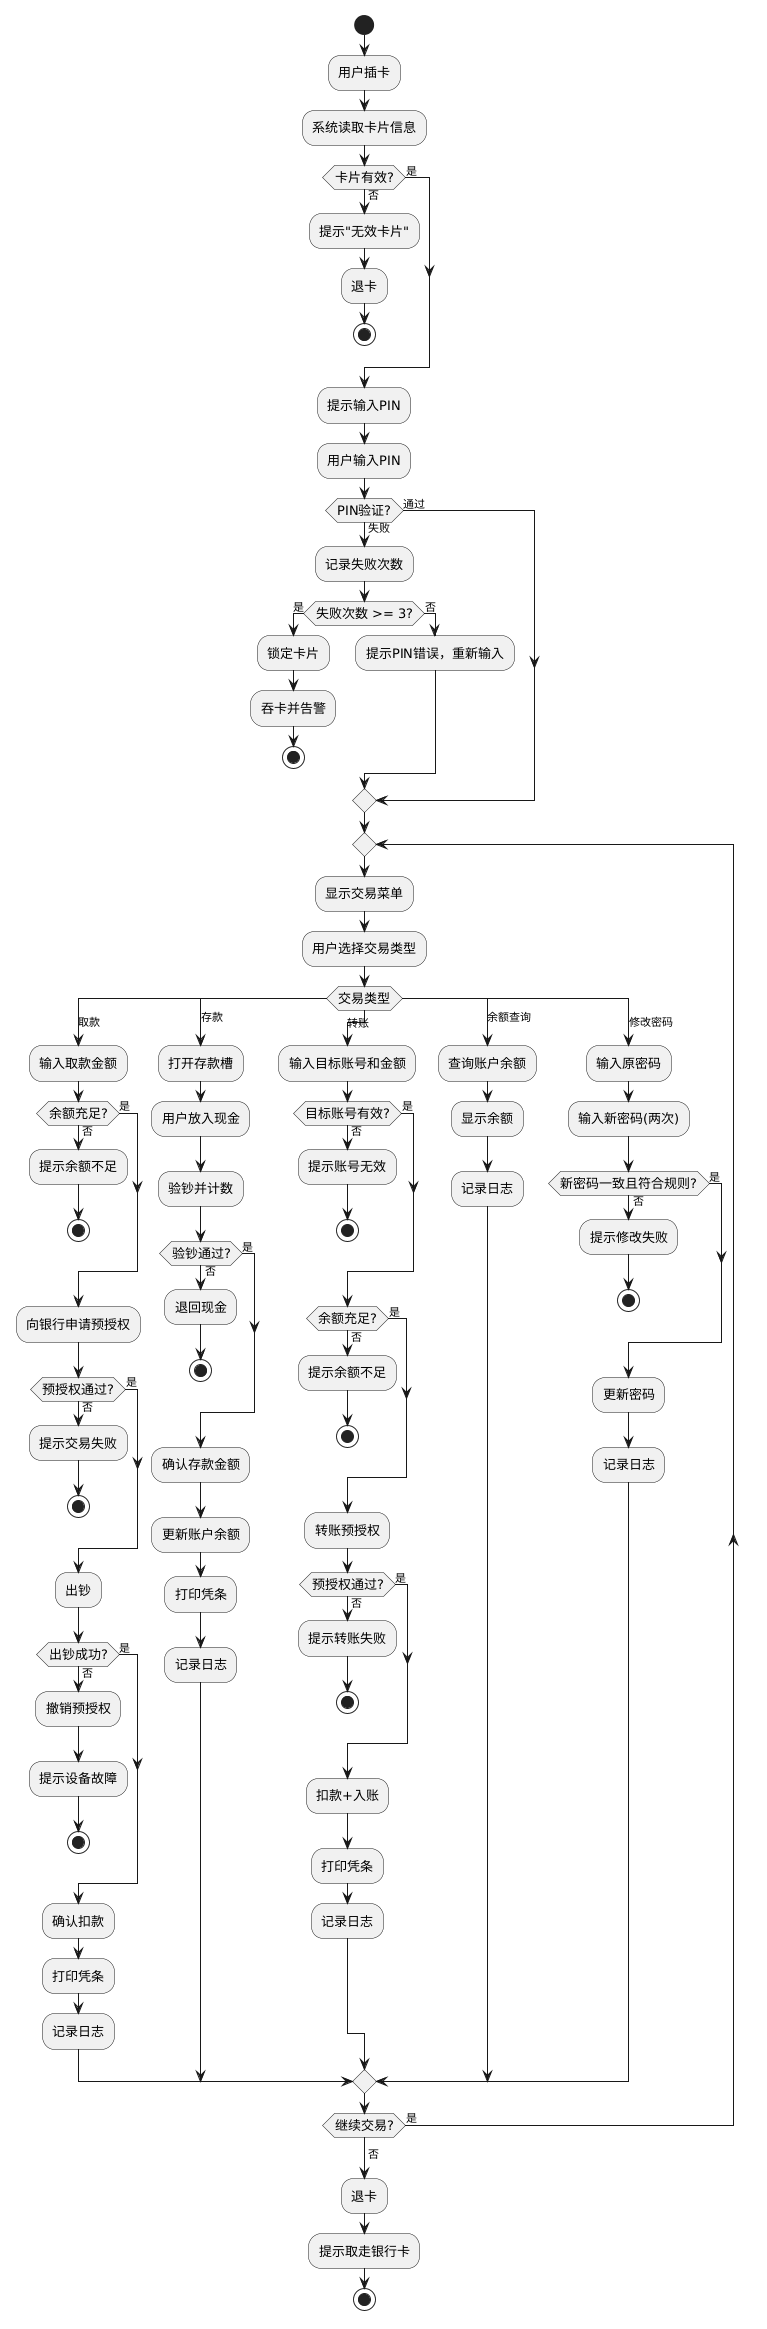 用户插卡
系统读取卡片信息
卡片有效?
是
否
提示"无效卡片"
退卡
提示输入PIN
用户输入PIN
PIN验证?
通过
失败
记录失败次数
是
失败次数 >= 3?
否
锁定卡片
提示PIN错误，重新输入
吞卡并告警
显示交易菜单
用户选择交易类型
交易类型
取款
输入取款金额
余额充足?
是
否
提示余额不足
向银行申请预授权
预授权通过?
是
否
提示交易失败
出钞
出钞成功?
是
否
撤销预授权
提示设备故障
确认扣款
打印凭条
记录日志
存款
打开存款槽
用户放入现金
验钞并计数
验钞通过?
是
否
退回现金
确认存款金额
更新账户余额
打印凭条
记录日志
转账
输入目标账号和金额
目标账号有效?
是
否
提示账号无效
余额充足?
是
否
提示余额不足
转账预授权
预授权通过?
是
否
提示转账失败
扣款+入账
打印凭条
记录日志
余额查询
查询账户余额
显示余额
记录日志
修改密码
输入原密码
输入新密码(两次)
新密码一致且符合规则?
是
否
提示修改失败
更新密码
记录日志
继续交易?
是
否
退卡
提示取走银行卡